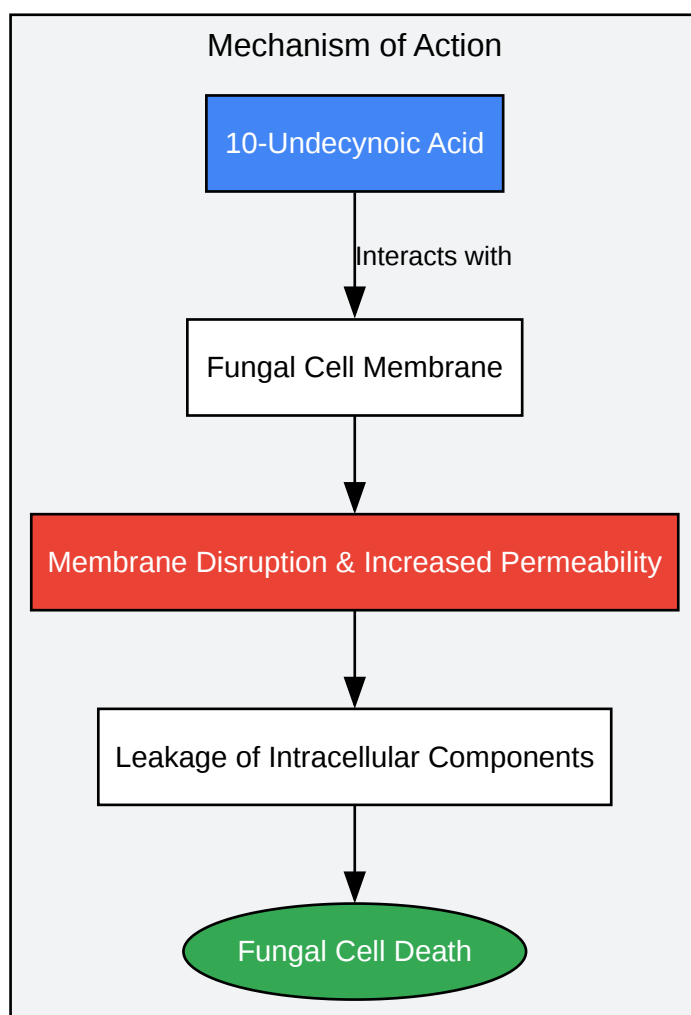 Mechanism of Action
10-Undecynoic Acid
Interacts with
Fungal Cell Membrane
Membrane Disruption & Increased Permeability
Leakage of Intracellular Components
Fungal Cell Death